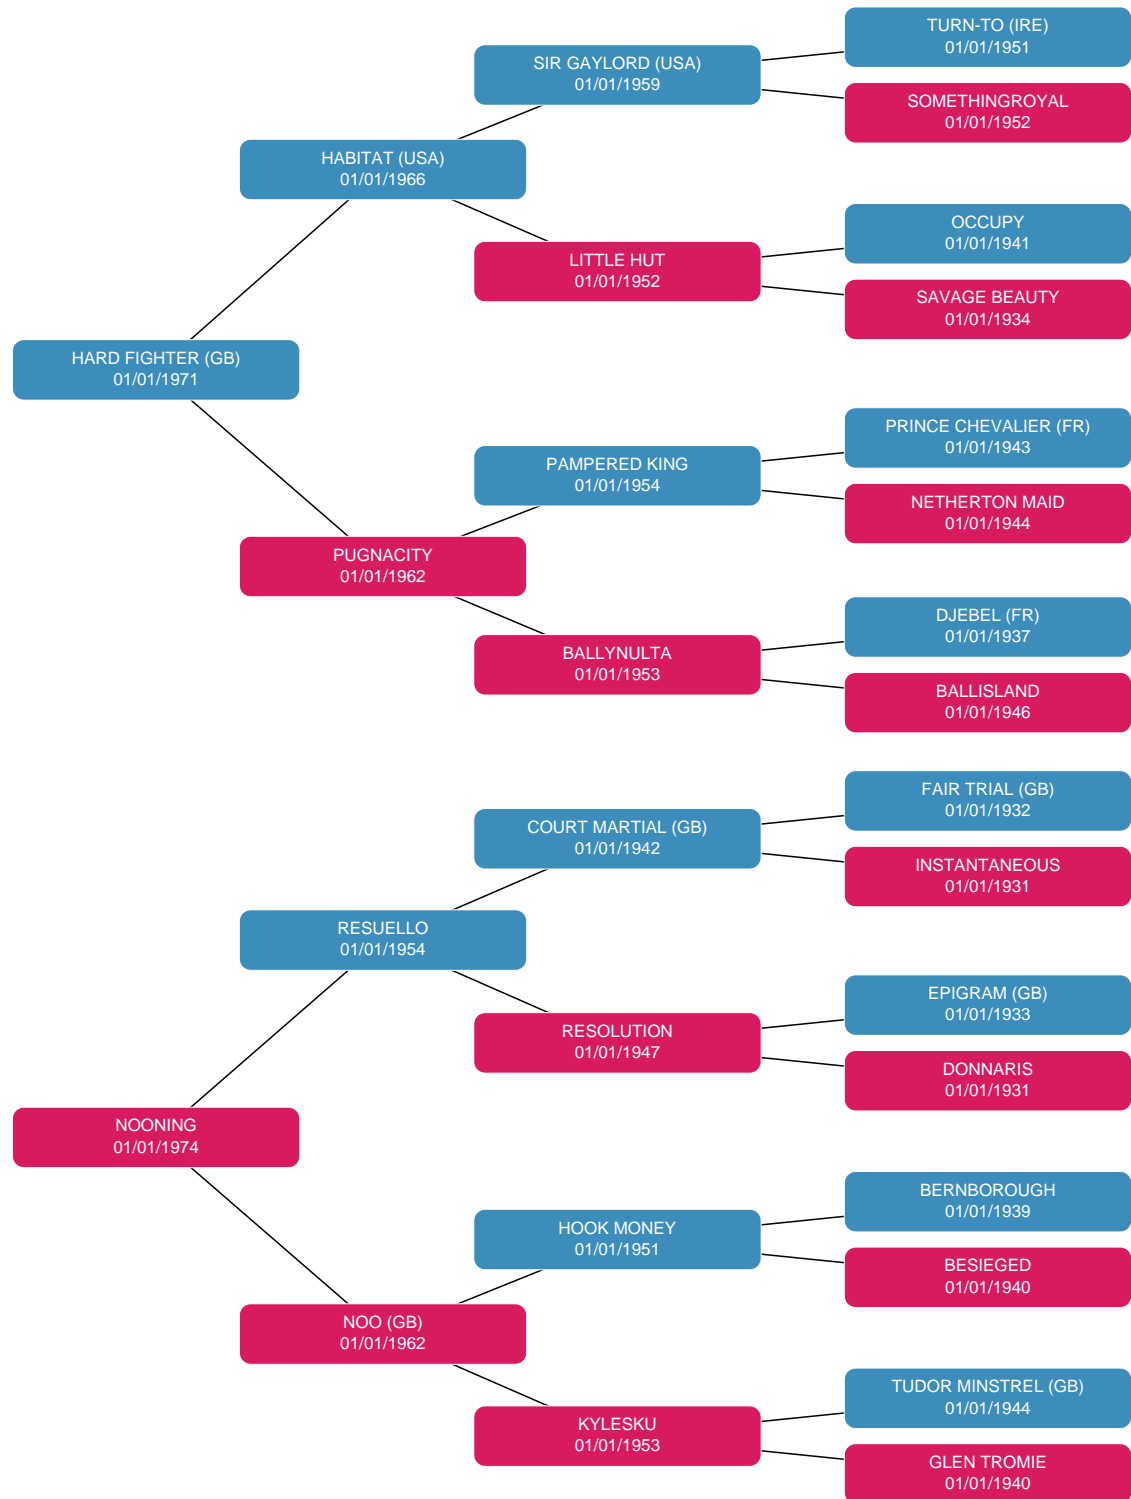 TURN-TO (IRE)
01/01/1951
SIR GAYLORD (USA)
01/01/1959
SOMETHINGROYAL
01/01/1952
HABITAT (USA)
01/01/1966
OCCUPY
01/01/1941
LITTLE HUT
01/01/1952
SAVAGE BEAUTY
01/01/1934
HARD FIGHTER (GB)
01/01/1971
PRINCE CHEVALIER (FR)
01/01/1943
PAMPERED KING
01/01/1954
NETHERTON MAID
01/01/1944
PUGNACITY
01/01/1962
DJEBEL (FR)
01/01/1937
BALLYNULTA
01/01/1953
BALLISLAND
01/01/1946
FAIR TRIAL (GB)
01/01/1932
COURT MARTIAL (GB)
01/01/1942
INSTANTANEOUS
01/01/1931
RESUELLO
01/01/1954
EPIGRAM (GB)
01/01/1933
RESOLUTION
01/01/1947
DONNARIS
01/01/1931
NOONING
01/01/1974
BERNBOROUGH
01/01/1939
HOOK MONEY
01/01/1951
BESIEGED
01/01/1940
NOO (GB)
01/01/1962
TUDOR MINSTREL (GB)
01/01/1944
KYLESKU
01/01/1953
GLEN TROMIE
01/01/1940